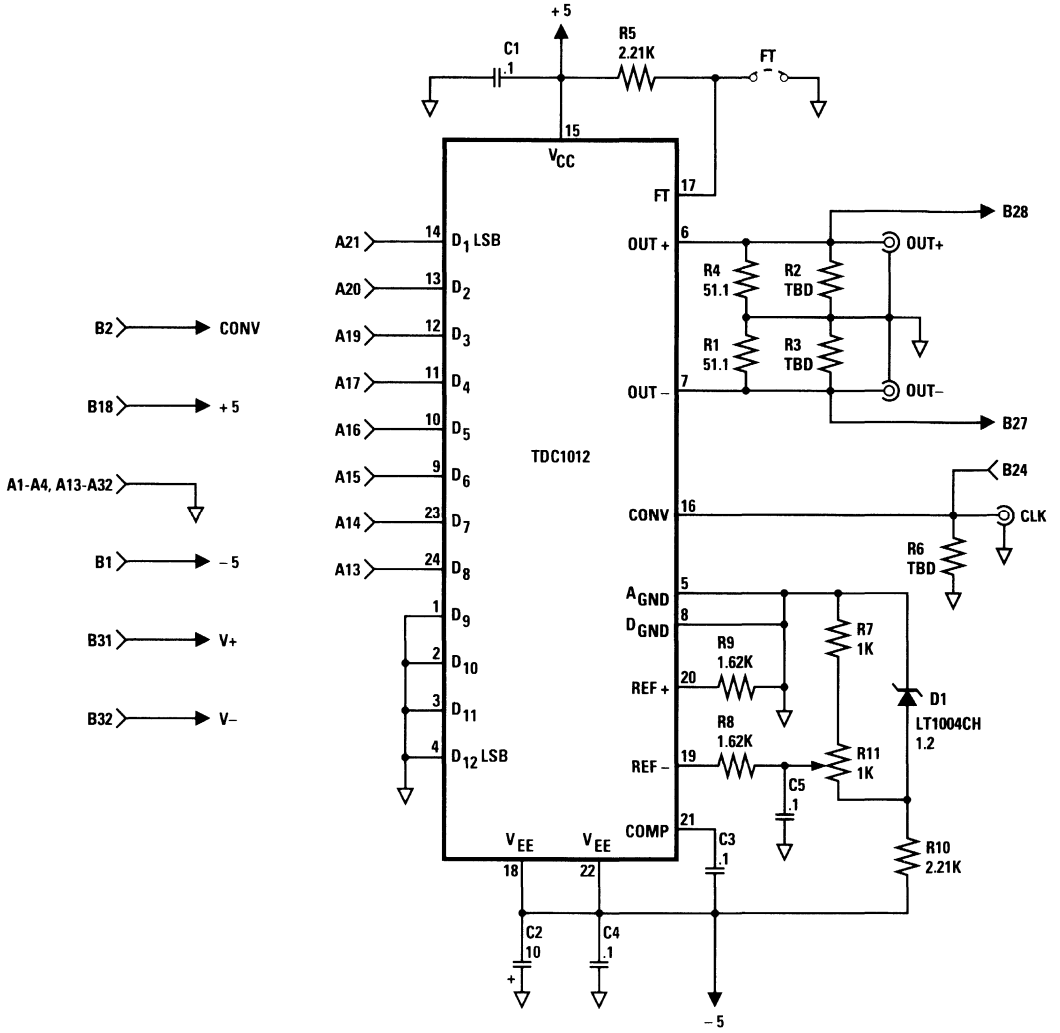 +5
C1
.1
R5
2.21K
FT
15
VCC
FT
17
B28
A21
14
D1 LSB
OUT+
6
OUT+
A20
13
D2
R4
51.1
R2
TBD
B2
CONV
A19
12
D3
R1
51.1
R3
TBD
A17
11
D4
OUT−
7
OUT−
B18
+5
A16
10
D5
B27
TDC1012
A15
9
D6
B24
A1-A4, A13-A32
A14
23
D7
CONV
16
CLK
R6
TBD
B1
−5
A13
24
D8
AGND
5
1
D9
DGND
8
R7
1K
B31
V+
2
D10
R9
1.62K
REF+
20
3
D11
D1
LT1004CH
1.2
B32
V−
R8
1.62K
4
D12 LSB
REF−
19
R11
1K
C5
.1
COMP
21
C3
.1
VEE
VEE
R10
2.21K
18
22
C2
10
+
C4
.1
−5